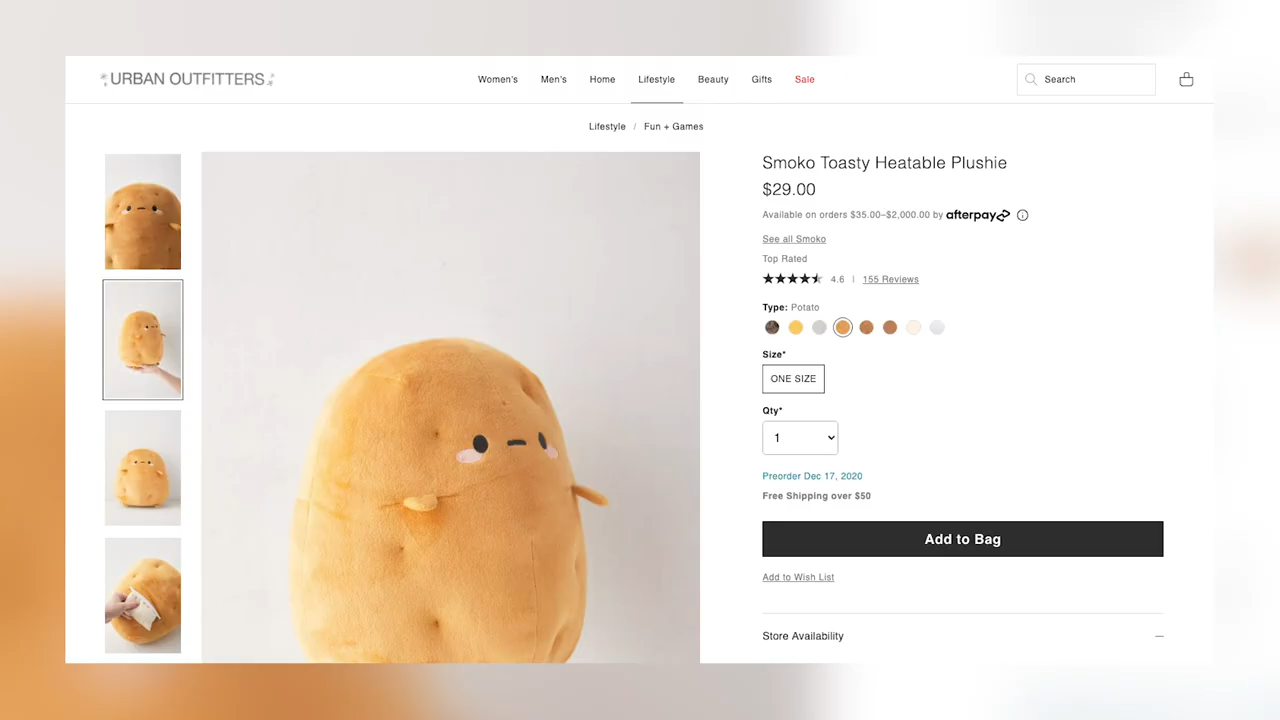 URBAN OUTFITTERS
Women's Men's Home Lifestyle Beauty Gifts Sale
Search
Lifestyle / Fun + Games
Smoko Toasty Heatable Plushie
$29.00
Available on orders $35.00–$2,000.00 by afterpay
See all Smoko
Top Rated
4.6 | 155 Reviews
Type: Potato
Size*
ONE SIZE
Qty*
1
Preorder Dec 17, 2020
Free Shipping over $50
Add to Bag
Add to Wish List
Store Availability